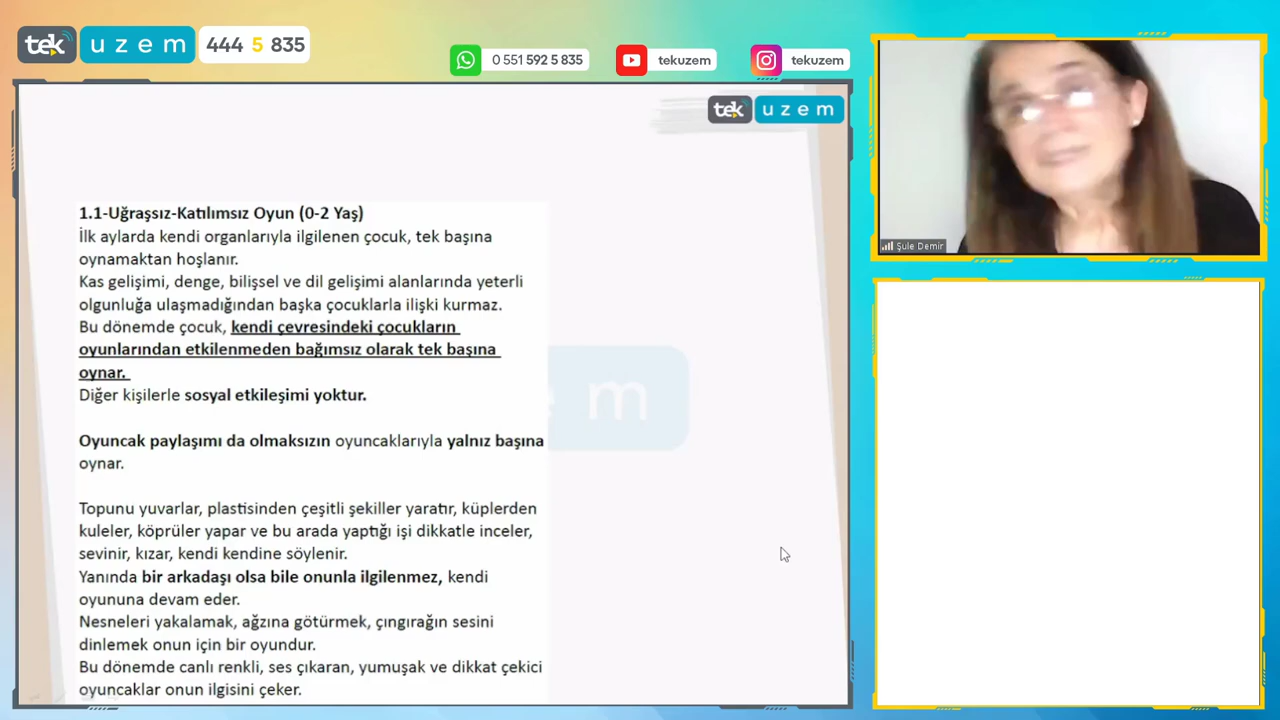 tek uzem 444 5 835
0 551 592 5 835
tekuzem
tekuzem
tek uzem
1.1-Uğraşsız-Katılımsız Oyun (0-2 Yaş)
İlk aylarda kendi organlarıyla ilgilenen çocuk, tek başına
oynamaktan hoşlanır.
Kas gelişimi, denge, bilişsel ve dil gelişimi alanlarında yeterli
olgunluğa ulaşmadığından başka çocuklarla ilişki kurmaz.
Bu dönemde çocuk, kendi çevresindeki çocukların
oyunlarından etkilenmeden bağımsız olarak tek başına
oynar.
Diğer kişilerle sosyal etkileşimi yoktur.
Oyuncak paylaşımı da olmaksızın oyuncaklarıyla yalnız başına
oynar.
Topunu yuvarlar, plastisinden çeşitli şekiller yaratır, küplerden
kuleler, köprüler yapar ve bu arada yaptığı işi dikkatle inceler,
sevinir, kızar, kendi kendine söylenir.
Yanında bir arkadaşı olsa bile onunla ilgilenmez, kendi
oyununa devam eder.
Nesneleri yakalamak, ağzına götürmek, çıngırağın sesini
dinlemek onun için bir oyundur.
Bu dönemde canlı renkli, ses çıkaran, yumuşak ve dikkat çekici
oyuncaklar onun ilgisini çeker.
e m
Şule Demir